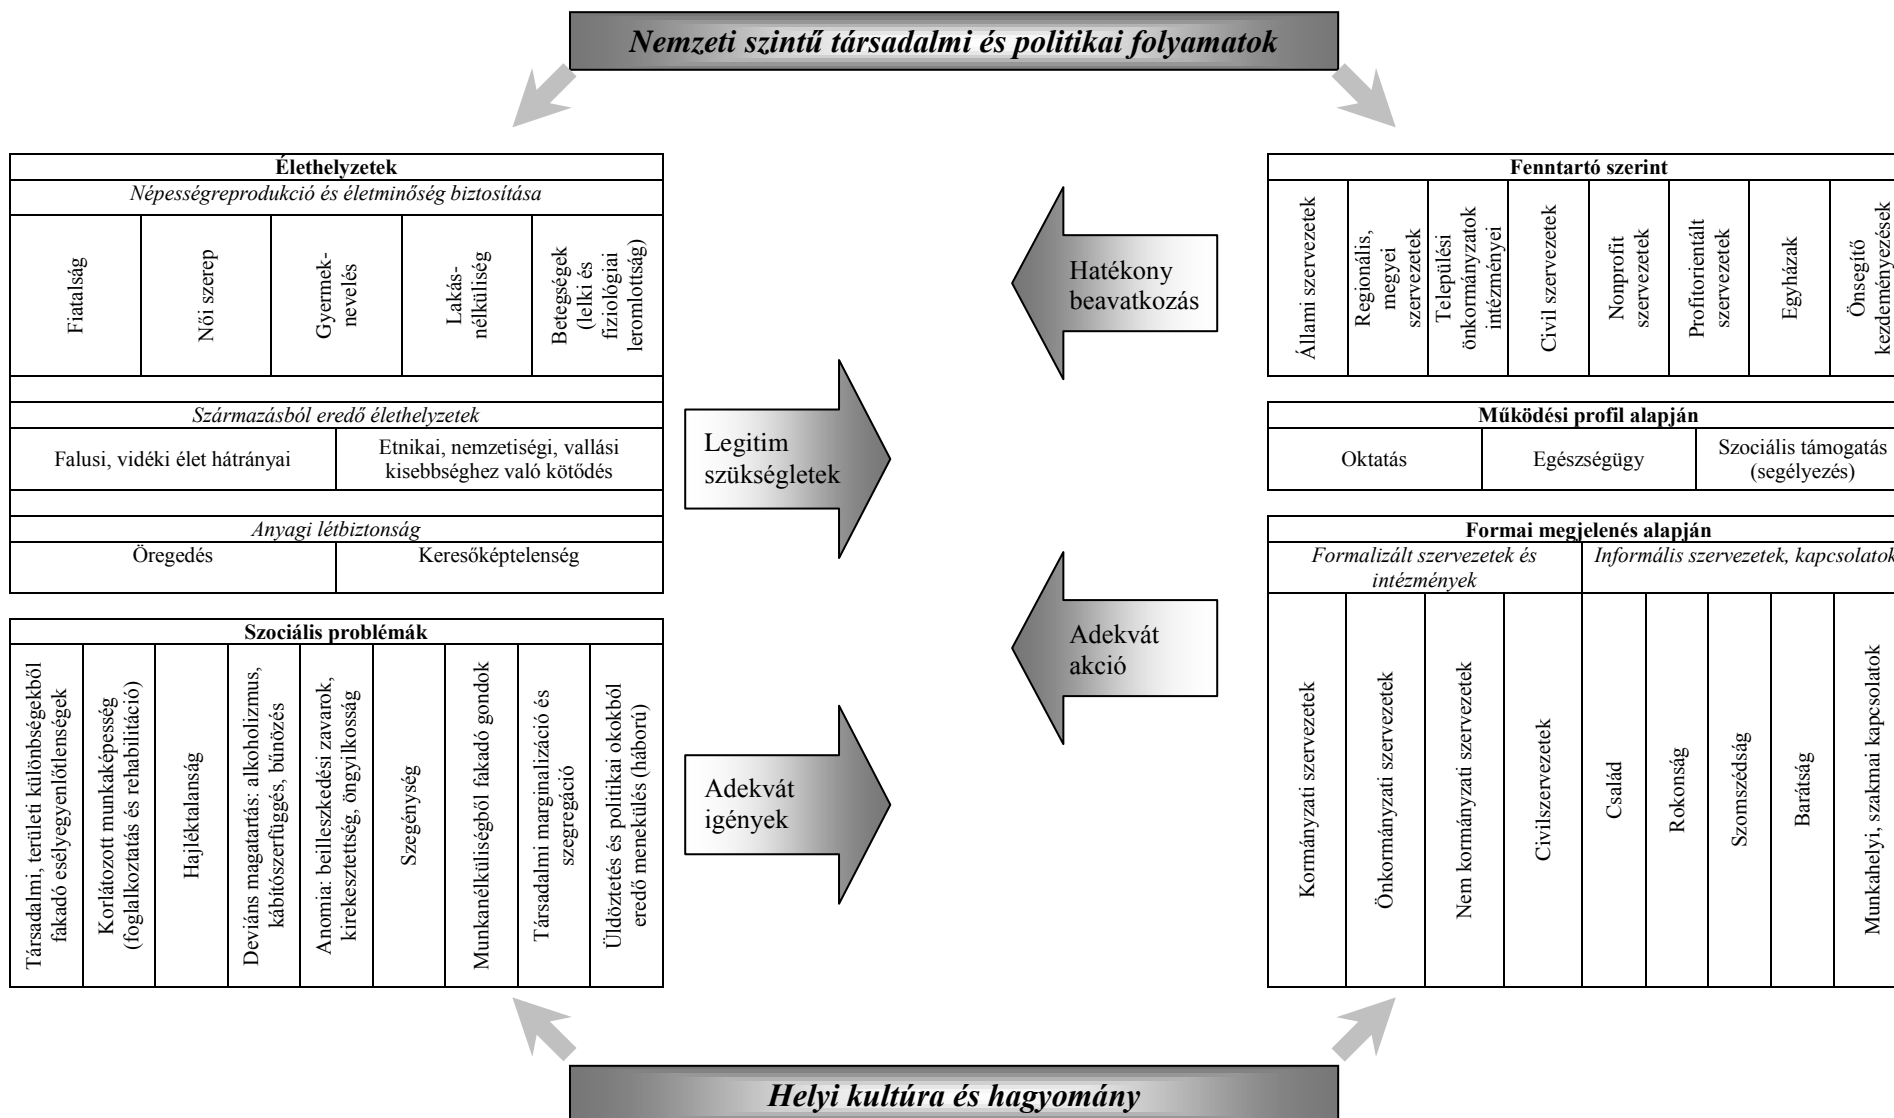 Nemzeti szintű társadalmi és politikai folyamatok
Élethelyzetek
Népességreprodukció és életminőség biztosítása
Fiatalság
Női szerep
Gyermek-
nevelés
Lakás-
nélküliség
Betegségek
(lelki és
fiziológiai
leromlottság)
Származásból eredő élethelyzetek
Falusi, vidéki élet hátrányai
Etnikai, nemzetiségi, vallási
kisebbséghez való kötődés
Anyagi létbiztonság
Öregedés
Keresőképtelenség
Szociális problémák
Társadalmi, területi különbségekből
fakadó esélyegyenlőtlenségek
Korlátozott munkaképesség
(foglalkoztatás és rehabilitáció)
Hajléktalanság
Deviáns magatartás: alkoholizmus,
kábítószerfüggés, bűnözés
Anomia: beilleszkedési zavarok,
kirekesztettség, öngyilkosság
Szegénység
Munkanélküliségből fakadó gondok
Társadalmi marginalizáció és
szegregáció
Üldöztetés és politikai okokból
eredő menekülés (háború)
Hatékony
beavatkozás
Legitim
szükségletek
Adekvát
akció
Adekvát
igények
Fenntartó szerint
Állami szervezetek
Regionális,
megyei
szervezetek
Települési
önkormányzatok
intézményei
Civil szervezetek
Nonprofit
szervezetek
Profitorientált
szervezetek
Egyházak
Önsegítő
kezdeményezések
Működési profil alapján
Oktatás
Egészségügy
Szociális támogatás
(segélyezés)
Formai megjelenés alapján
Formalizált szervezetek és
intézmények
Informális szervezetek, kapcsolatok
Kormányzati szervezetek
Önkormányzati szervezetek
Nem kormányzati szervezetek
Civilszervezetek
Család
Rokonság
Szomszédság
Barátság
Munkahelyi, szakmai kapcsolatok
Helyi kultúra és hagyomány